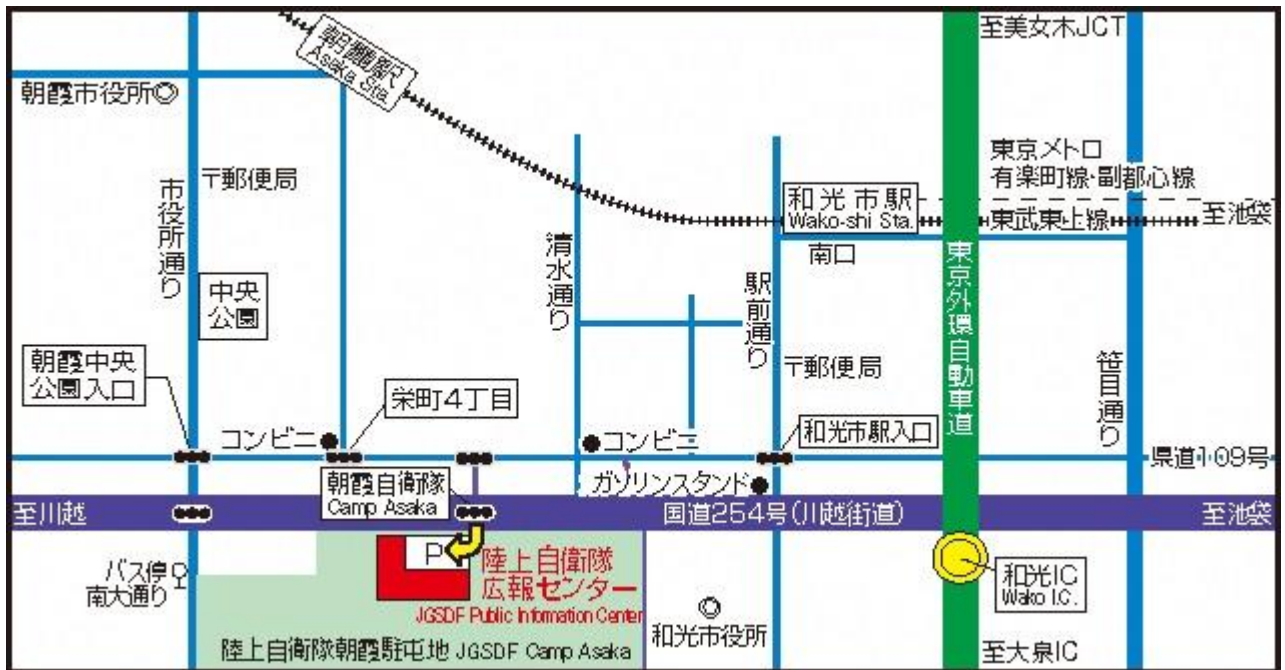 至美女木JCT
朝霞駅
Asaka Sta.
朝霞市役所
〒郵便局
東京メトロ
有楽町線・副都心線
和光市駅
Wako-shi Sta.
東武東上線
至池袋
市役所通り
清水通り
南口
駅前通り
東京外環自動車道
中央
公園
朝霞中央
公園入口
栄町4丁目
〒郵便局
笹目通り
コンビニ
コンビニ
和光市駅入口
県道109号
朝霞自衛隊
Camp Asaka
ガソリンスタンド
至川越
国道254号(川越街道)
至池袋
P
バス停
南大通り
陸上自衛隊
広報センター
JGSDF Public Information Center
和光IC
Wako I.C.
和光市役所
陸上自衛隊朝霞駐屯地 JGSDF Camp Asaka
至大泉IC